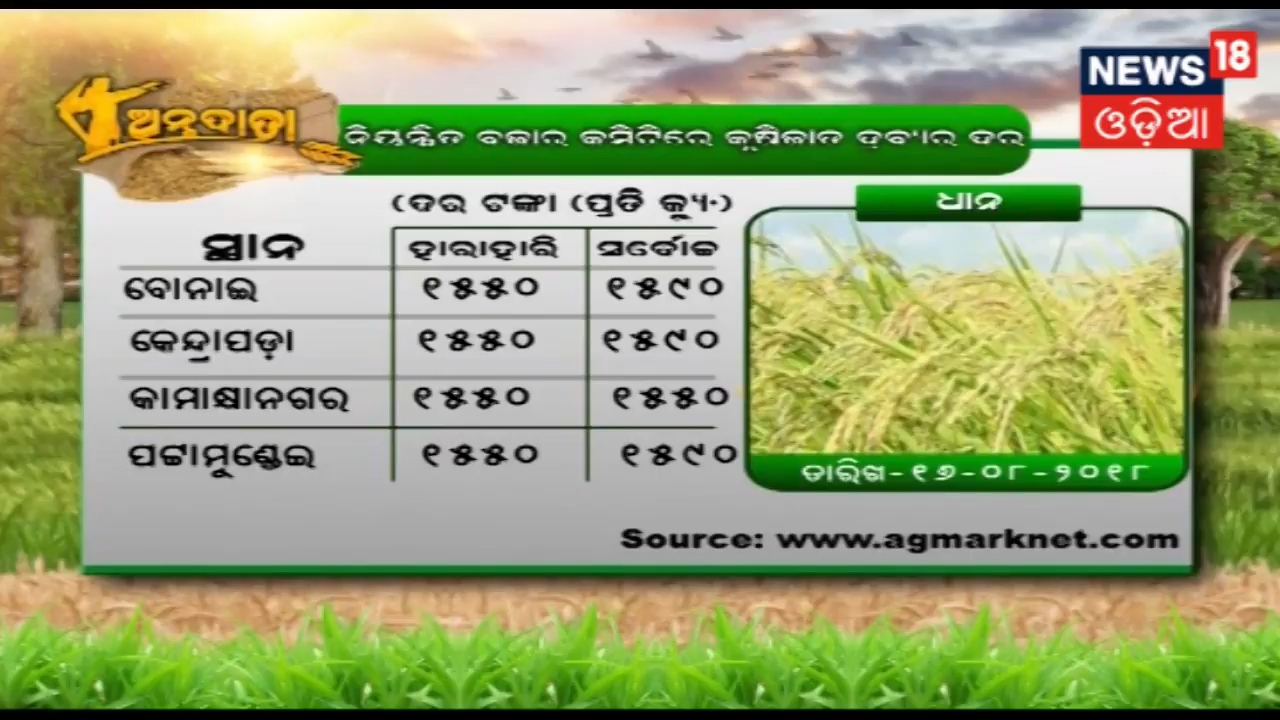 NEWS 18
ଓଡ଼ିଆ
ଅନ୍ନଦାତା
ନିୟନ୍ତ୍ରିତ ବଜାର କମିଟିରେ କୃଷିଜାତ ଦ୍ରବ୍ୟର ଦର
(ଦର ଟଙ୍କା (ପ୍ରତି କ୍ୟୁ.)
ଧାନ
ସ୍ଥାନ ହାରାହାରି ସର୍ବୋଚ୍ଚ
ବୋନାଇ ୧୫୫୦ ୧୫୯୦
କେନ୍ଦ୍ରାପଡ଼ା ୧୫୫୦ ୧୫୯୦
କାମାକ୍ଷାନଗର ୧୫୫୦ ୧୫୫୦
ପଟ୍ଟାମୁଣ୍ଡେଇ ୧୫୫୦ ୧୫୯୦
ତାରିଖ-୧୬-୦୮-୨୦୧୮
Source: www.agmarknet.com